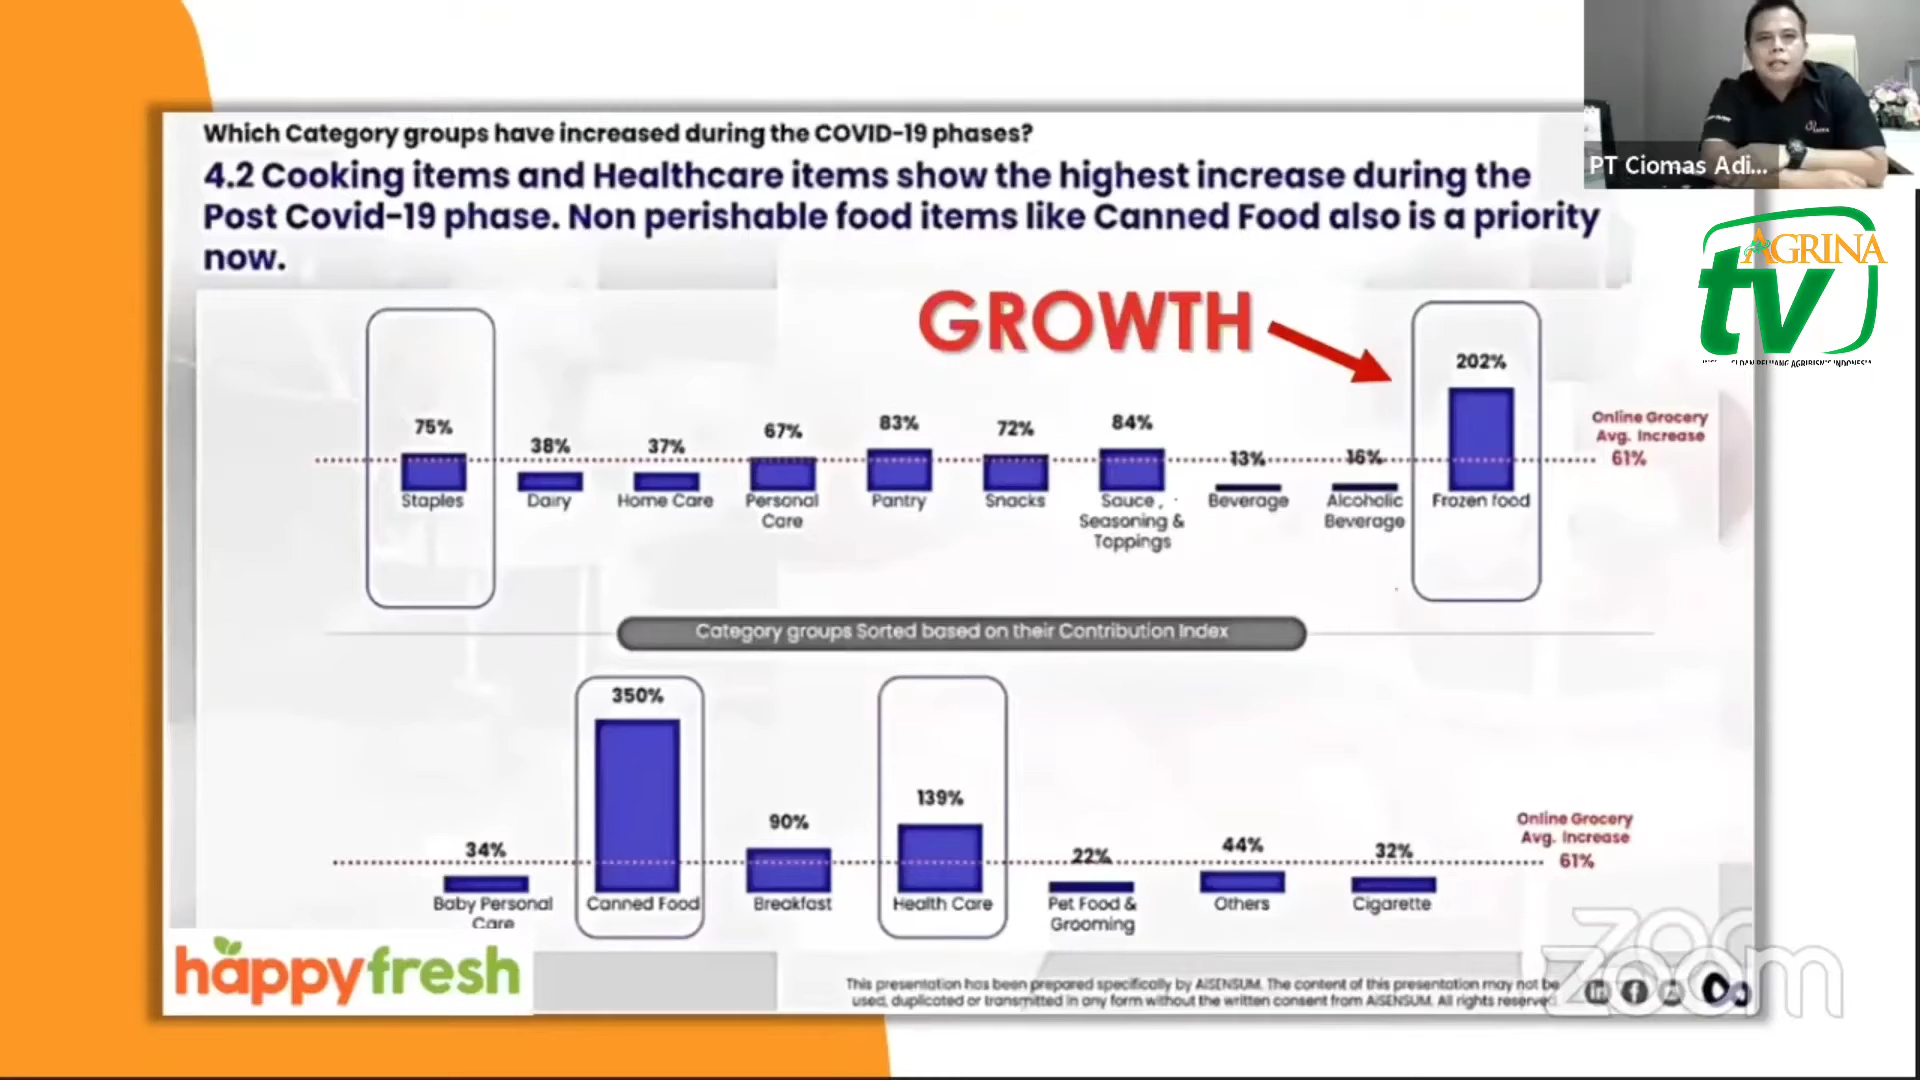 Which Category groups have increased during the COVID-19 phases?
4.2 Cooking items and Healthcare items show the highest increase during the
Post Covid-19 phase. Non perishable food items like Canned Food also is a priority
now.
PT Ciomas Adi...
AGRINA
tv
GROWTH
75%
38%
37%
67%
83%
72%
84%
13%
16%
202%
Online Grocery
Avg. Increase
61%
Staples
Dairy
Home Care
Personal
Care
Pantry
Snacks
Sauce,
Seasoning &
Toppings
Beverage
Alcoholic
Beverage
Frozen food
Category groups Sorted based on their Contribution Index
34%
350%
90%
139%
22%
44%
32%
Online Grocery
Avg. Increase
61%
Baby Personal
Care
Canned Food
Breakfast
Health Care
Pet Food &
Grooming
Others
Cigarette
happyfresh
This presentation has been prepared specifically by AiSENSUM. The content of this presentation may not be
used, duplicated or transmitted in any form without the written consent from AiSENSUM. All rights reserved
zoom